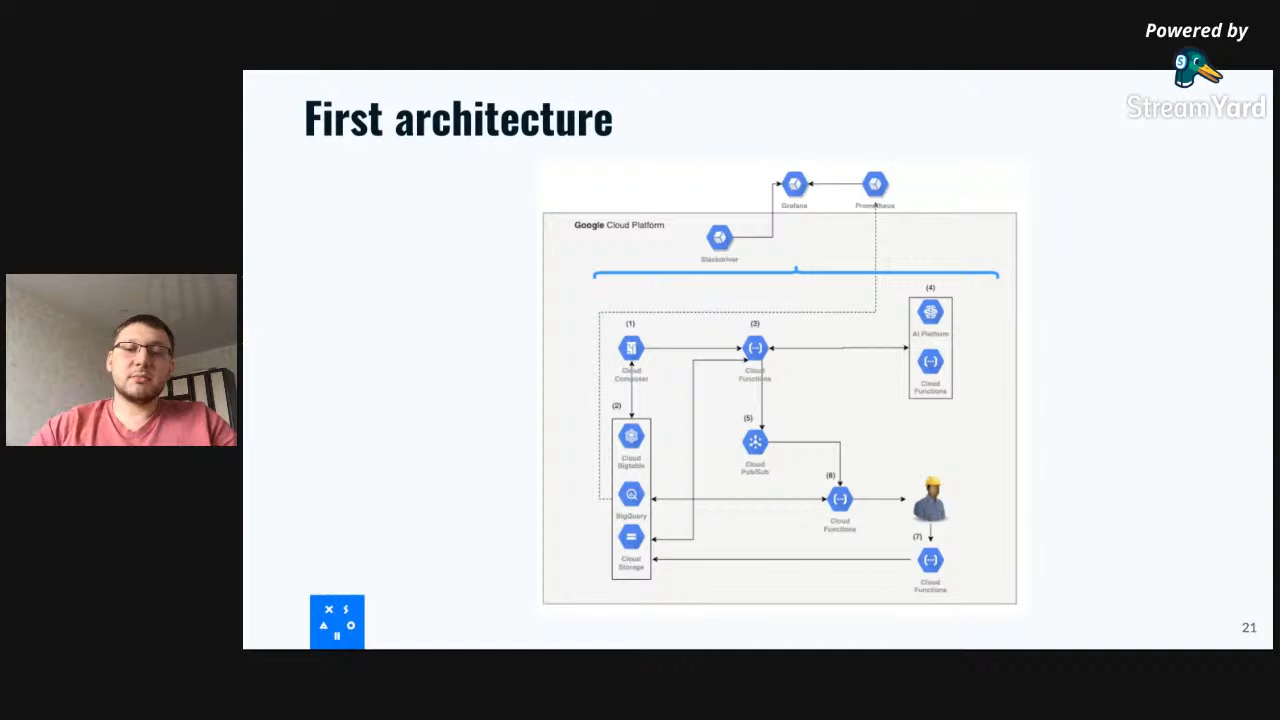 Powered by
StreamYard
First architecture
Grafana
Prometheus
Google Cloud Platform
Stackdriver
(4)
AI Platform
Cloud
Functions
(1)
(3)
Cloud
Composer
Cloud
Functions
(2)
(5)
Cloud
Bigtable
Cloud
Pub/Sub
(6)
BigQuery
Cloud
Functions
(7)
Cloud
Storage
Cloud
Functions
X S
O
21